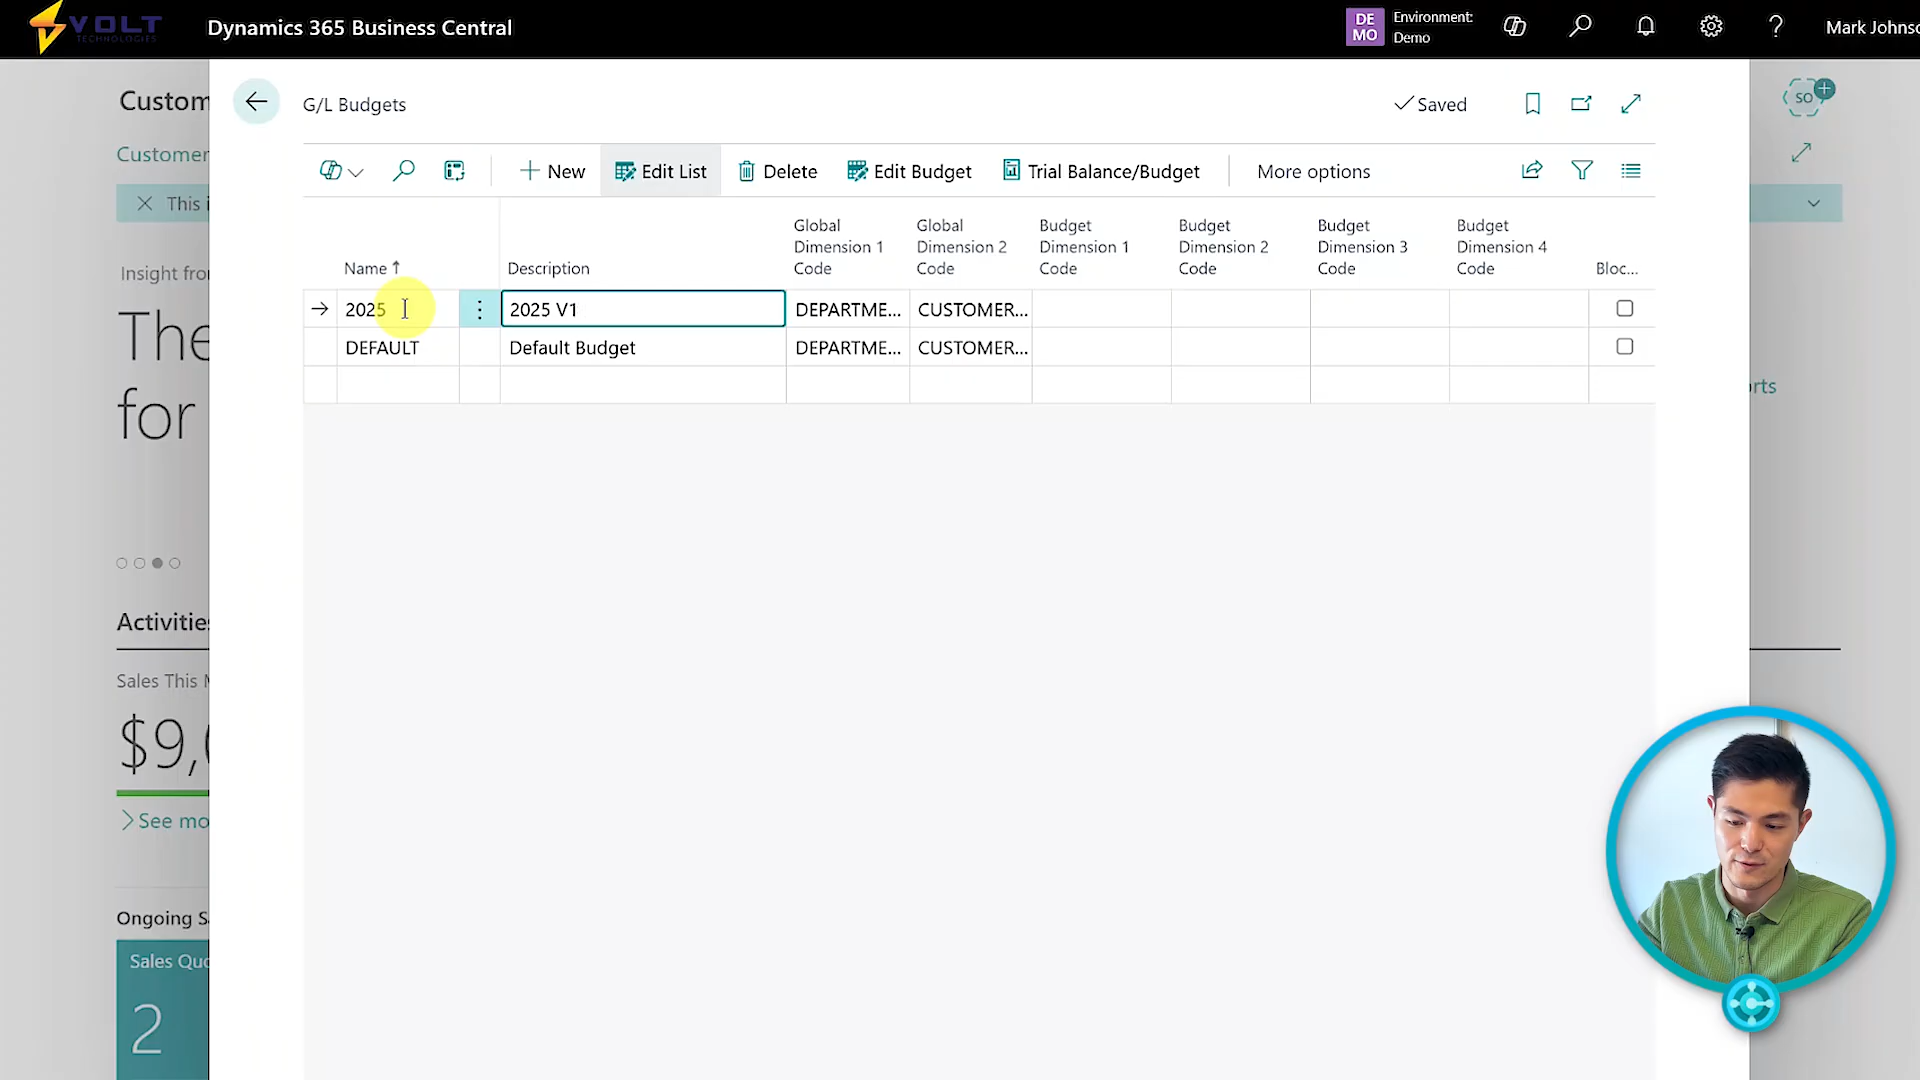 VOLT
TECHNOLOGIES
Dynamics 365 Business Central
DE
MO
Environment:
Demo
Mark Johnso
Custom
G/L Budgets
Saved
SO
Customer
New
Edit List
Delete
Edit Budget
Trial Balance/Budget
More options
This i
Name
Description
Global
Dimension 1
Code
Global
Dimension 2
Code
Budget
Dimension 1
Code
Budget
Dimension 2
Code
Budget
Dimension 3
Code
Budget
Dimension 4
Code
Bloc...
Insight fro
The
for
2025
2025 V1
DEPARTME...
CUSTOMER...
DEFAULT
Default Budget
DEPARTME...
CUSTOMER...
rts
Activities
Sales This M
$9,
See mo
Ongoing S
Sales Quo
2